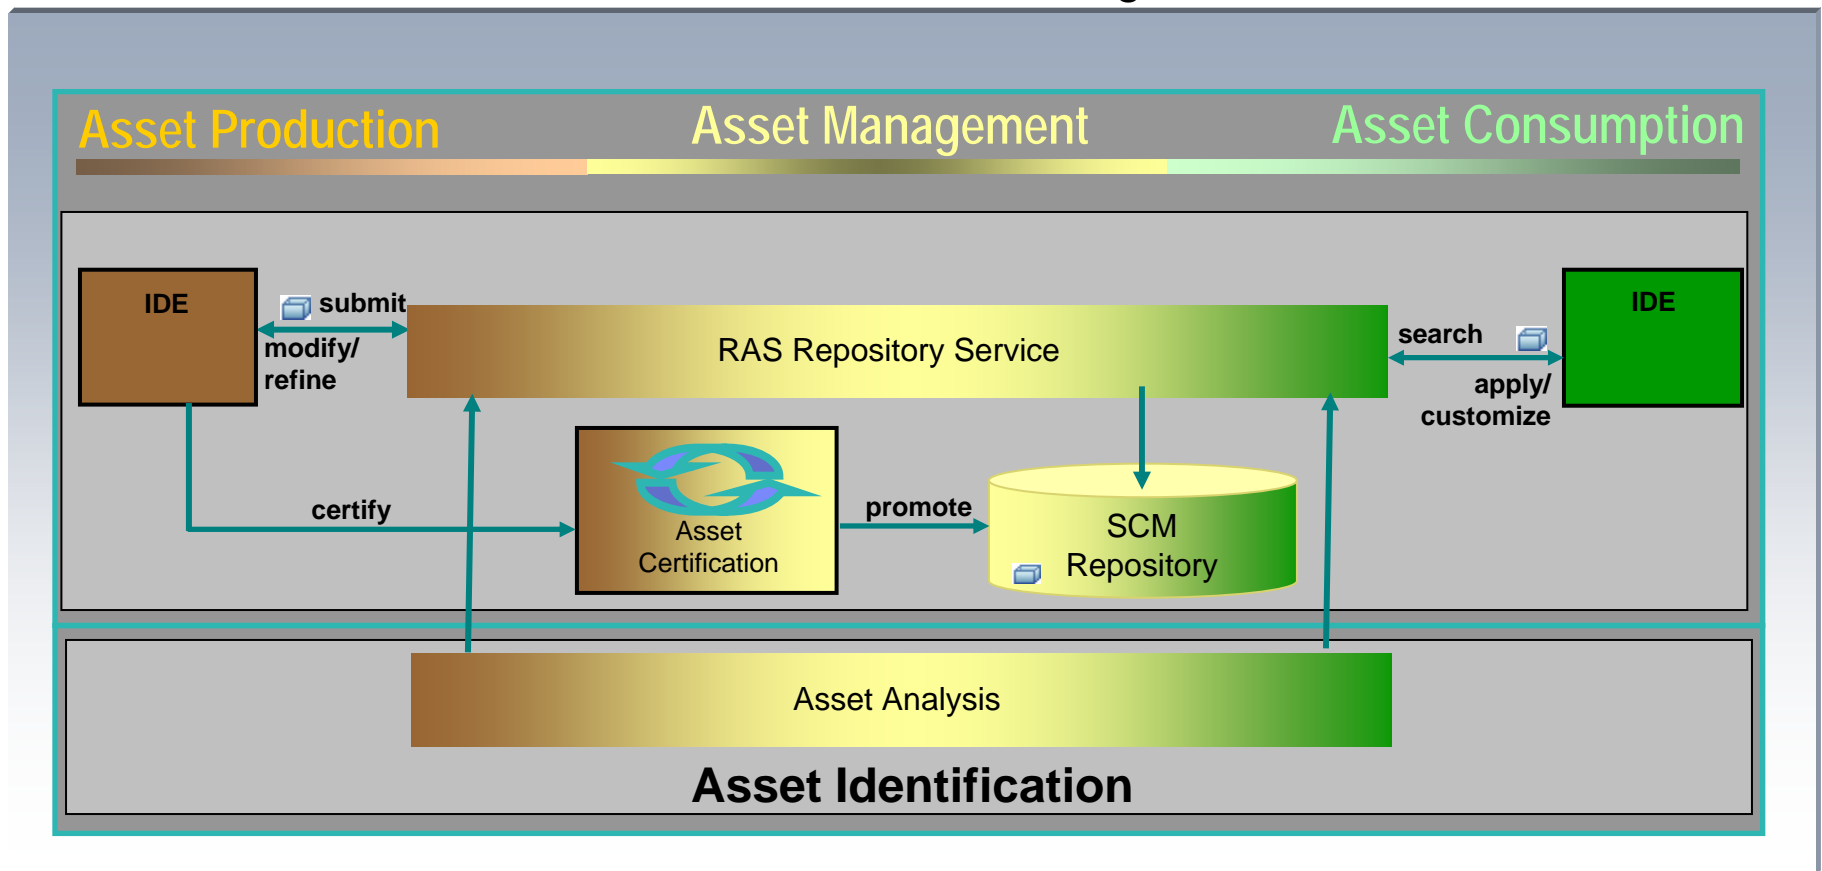 Asset Production
Asset Management
Asset Consumption
IDE
submit
modify/
refine
RAS Repository Service
search
apply/
customize
IDE
certify
Asset
Certification
promote
SCM
Repository
Asset Analysis
Asset Identification